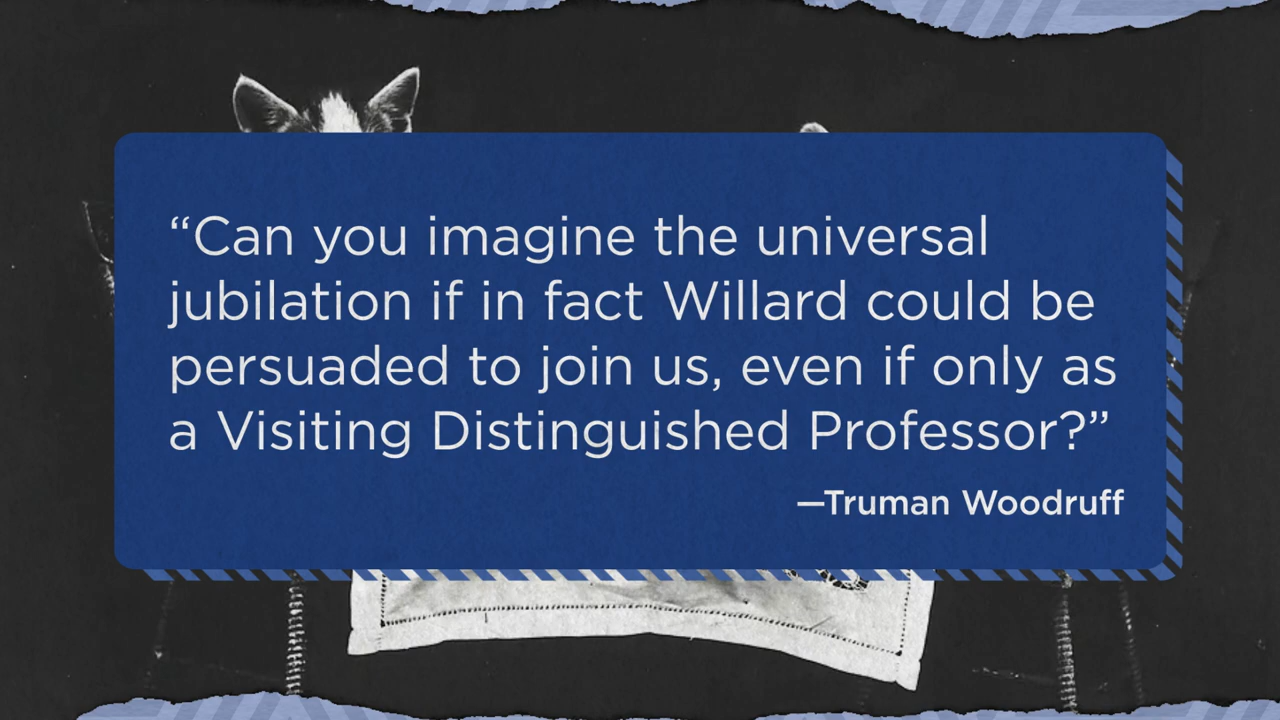 “Can you imagine the universal
jubilation if in fact Willard could be
persuaded to join us, even if only as
a Visiting Distinguished Professor?”
—Truman Woodruff